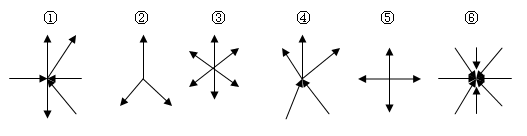 ① ② ③ ④ ⑤ ⑥